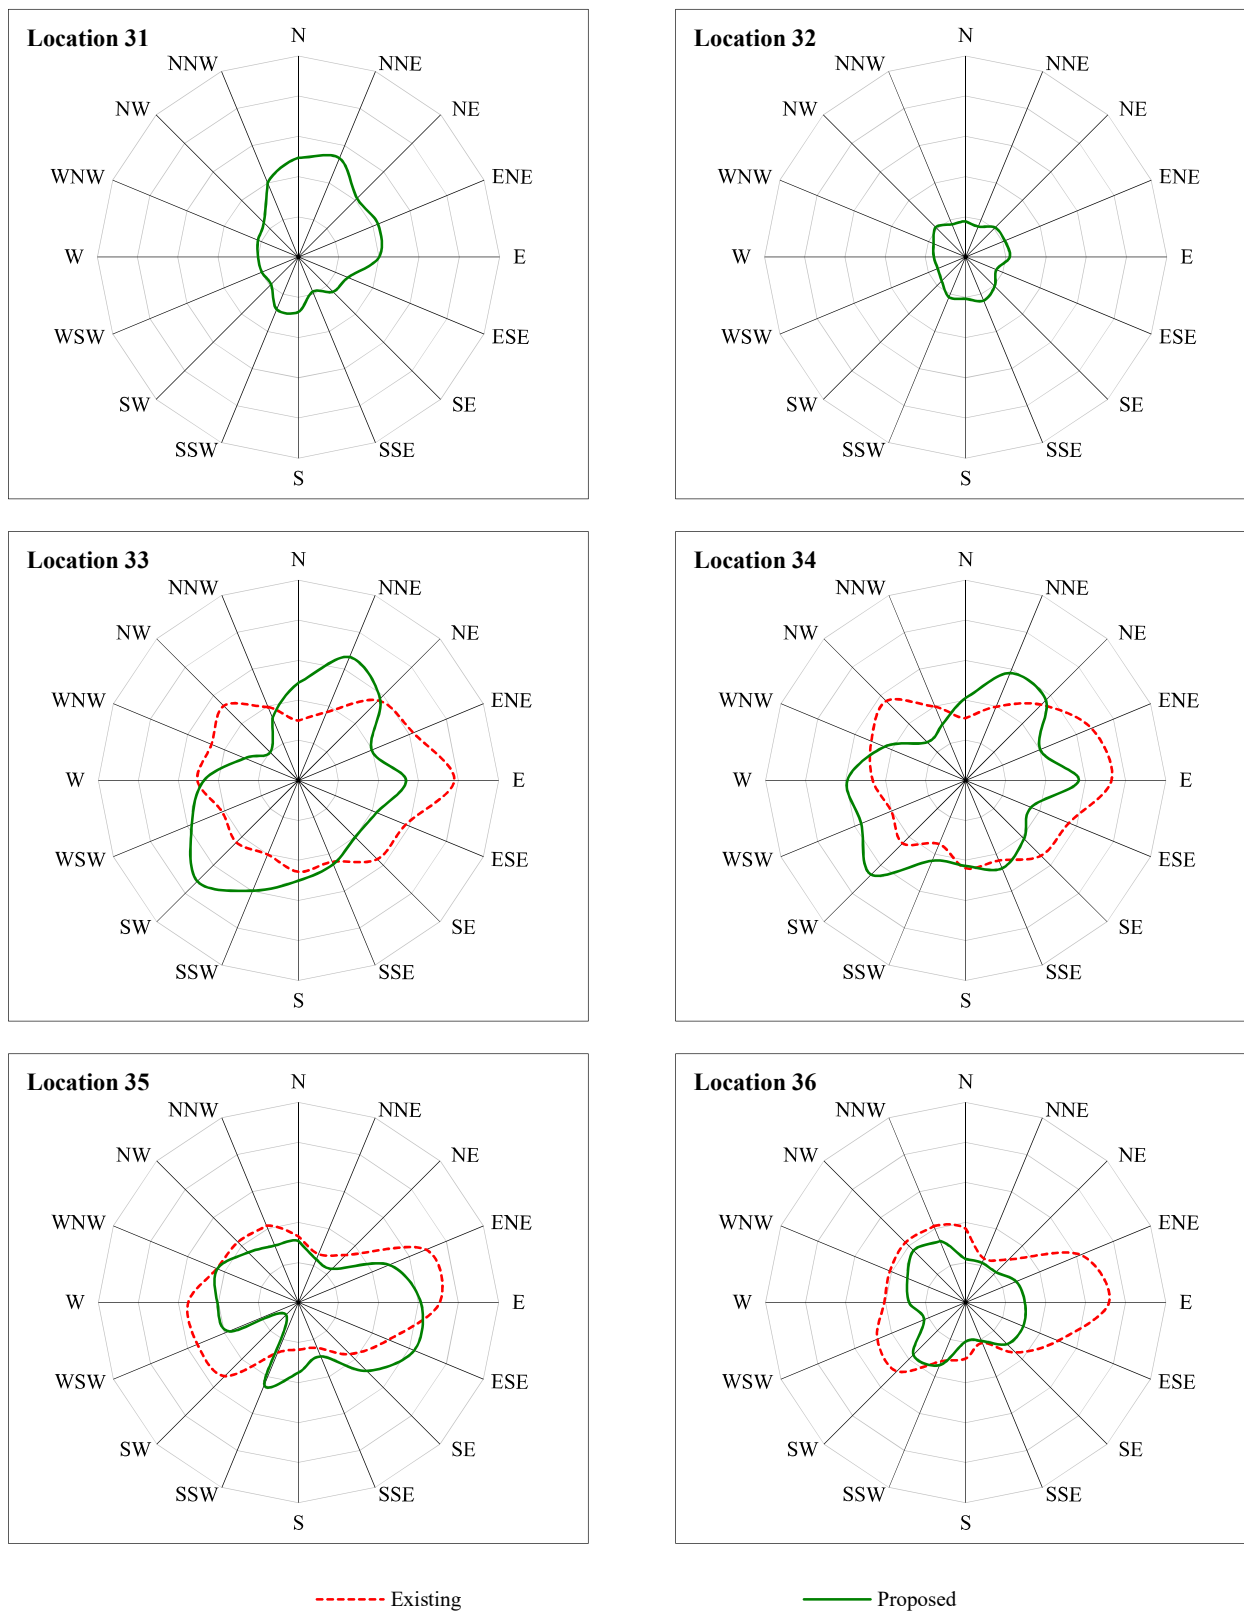 Location 31
N
NNW
NNE
NW
NE
WNW
ENE
W
E
WSW
ESE
SW
SE
SSW
SSE
S
Location 32
N
NNW
NNE
NW
NE
WNW
ENE
W
E
WSW
ESE
SW
SE
SSW
SSE
S
Location 33
N
NNW
NNE
NW
NE
WNW
ENE
W
E
WSW
ESE
SW
SE
SSW
SSE
S
Location 34
N
NNW
NNE
NW
NE
WNW
ENE
W
E
WSW
ESE
SW
SE
SSW
SSE
S
Location 35
N
NNW
NNE
NW
NE
WNW
ENE
W
E
WSW
ESE
SW
SE
SSW
SSE
S
Location 36
N
NNW
NNE
NW
NE
WNW
ENE
W
E
WSW
ESE
SW
SE
SSW
SSE
S
Existing
Proposed